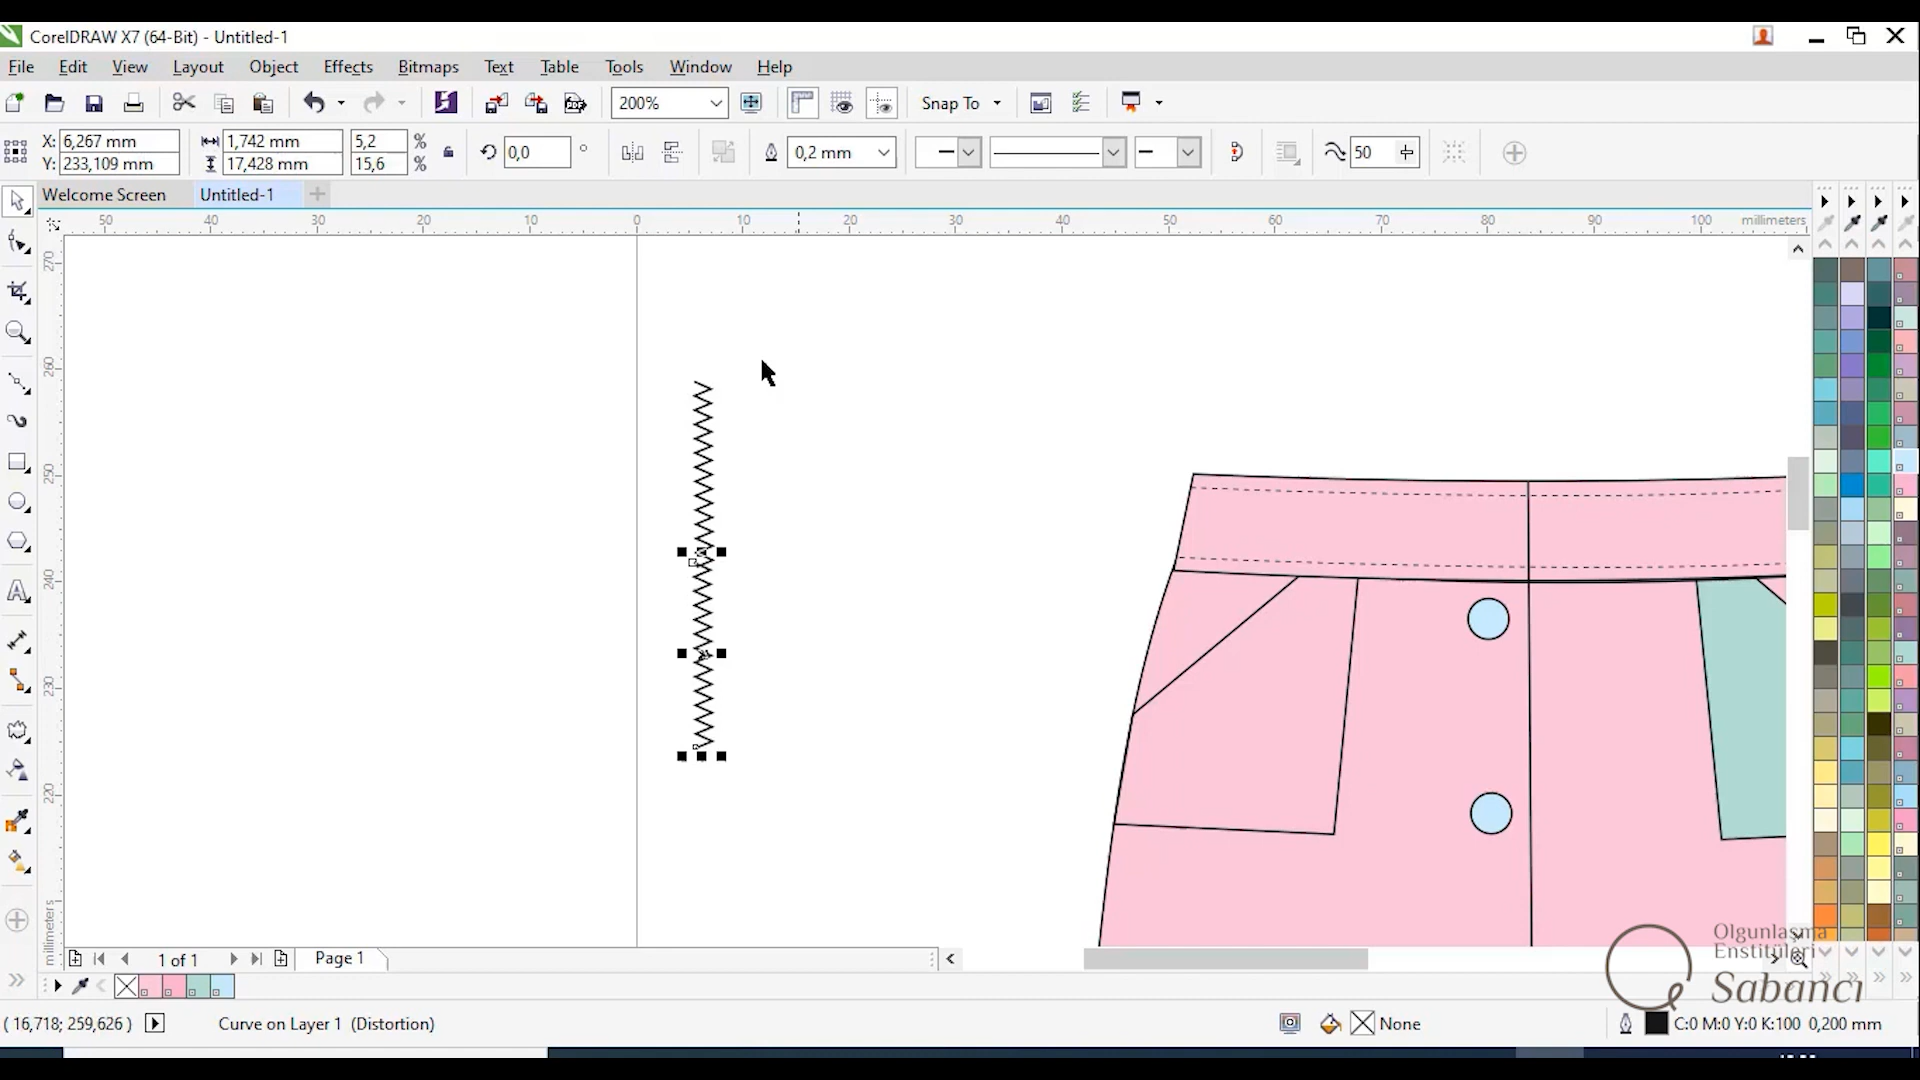 CorelDRAW X7 (64-Bit) - Untitled-1
File Edit View Layout Object Effects Bitmaps Text Table Tools Window Help
200% Snap To
X: 6,267 mm 1,742 mm 5,2 % 0,0 ° 0,2 mm 50
Y: 233,109 mm 17,428 mm 15,6 %
Welcome Screen Untitled-1
50 40 30 20 10 0 10 20 30 40 50 60 70 80 90 100 millimeters
270
260
250
240
230
220
millimeters
1 of 1 Page 1
Olgunlaşma
Enstitüleri
Sabancı
( 16,718; 259,626 ) Curve on Layer 1 (Distortion) None C:0 M:0 Y:0 K:100 0,200 mm